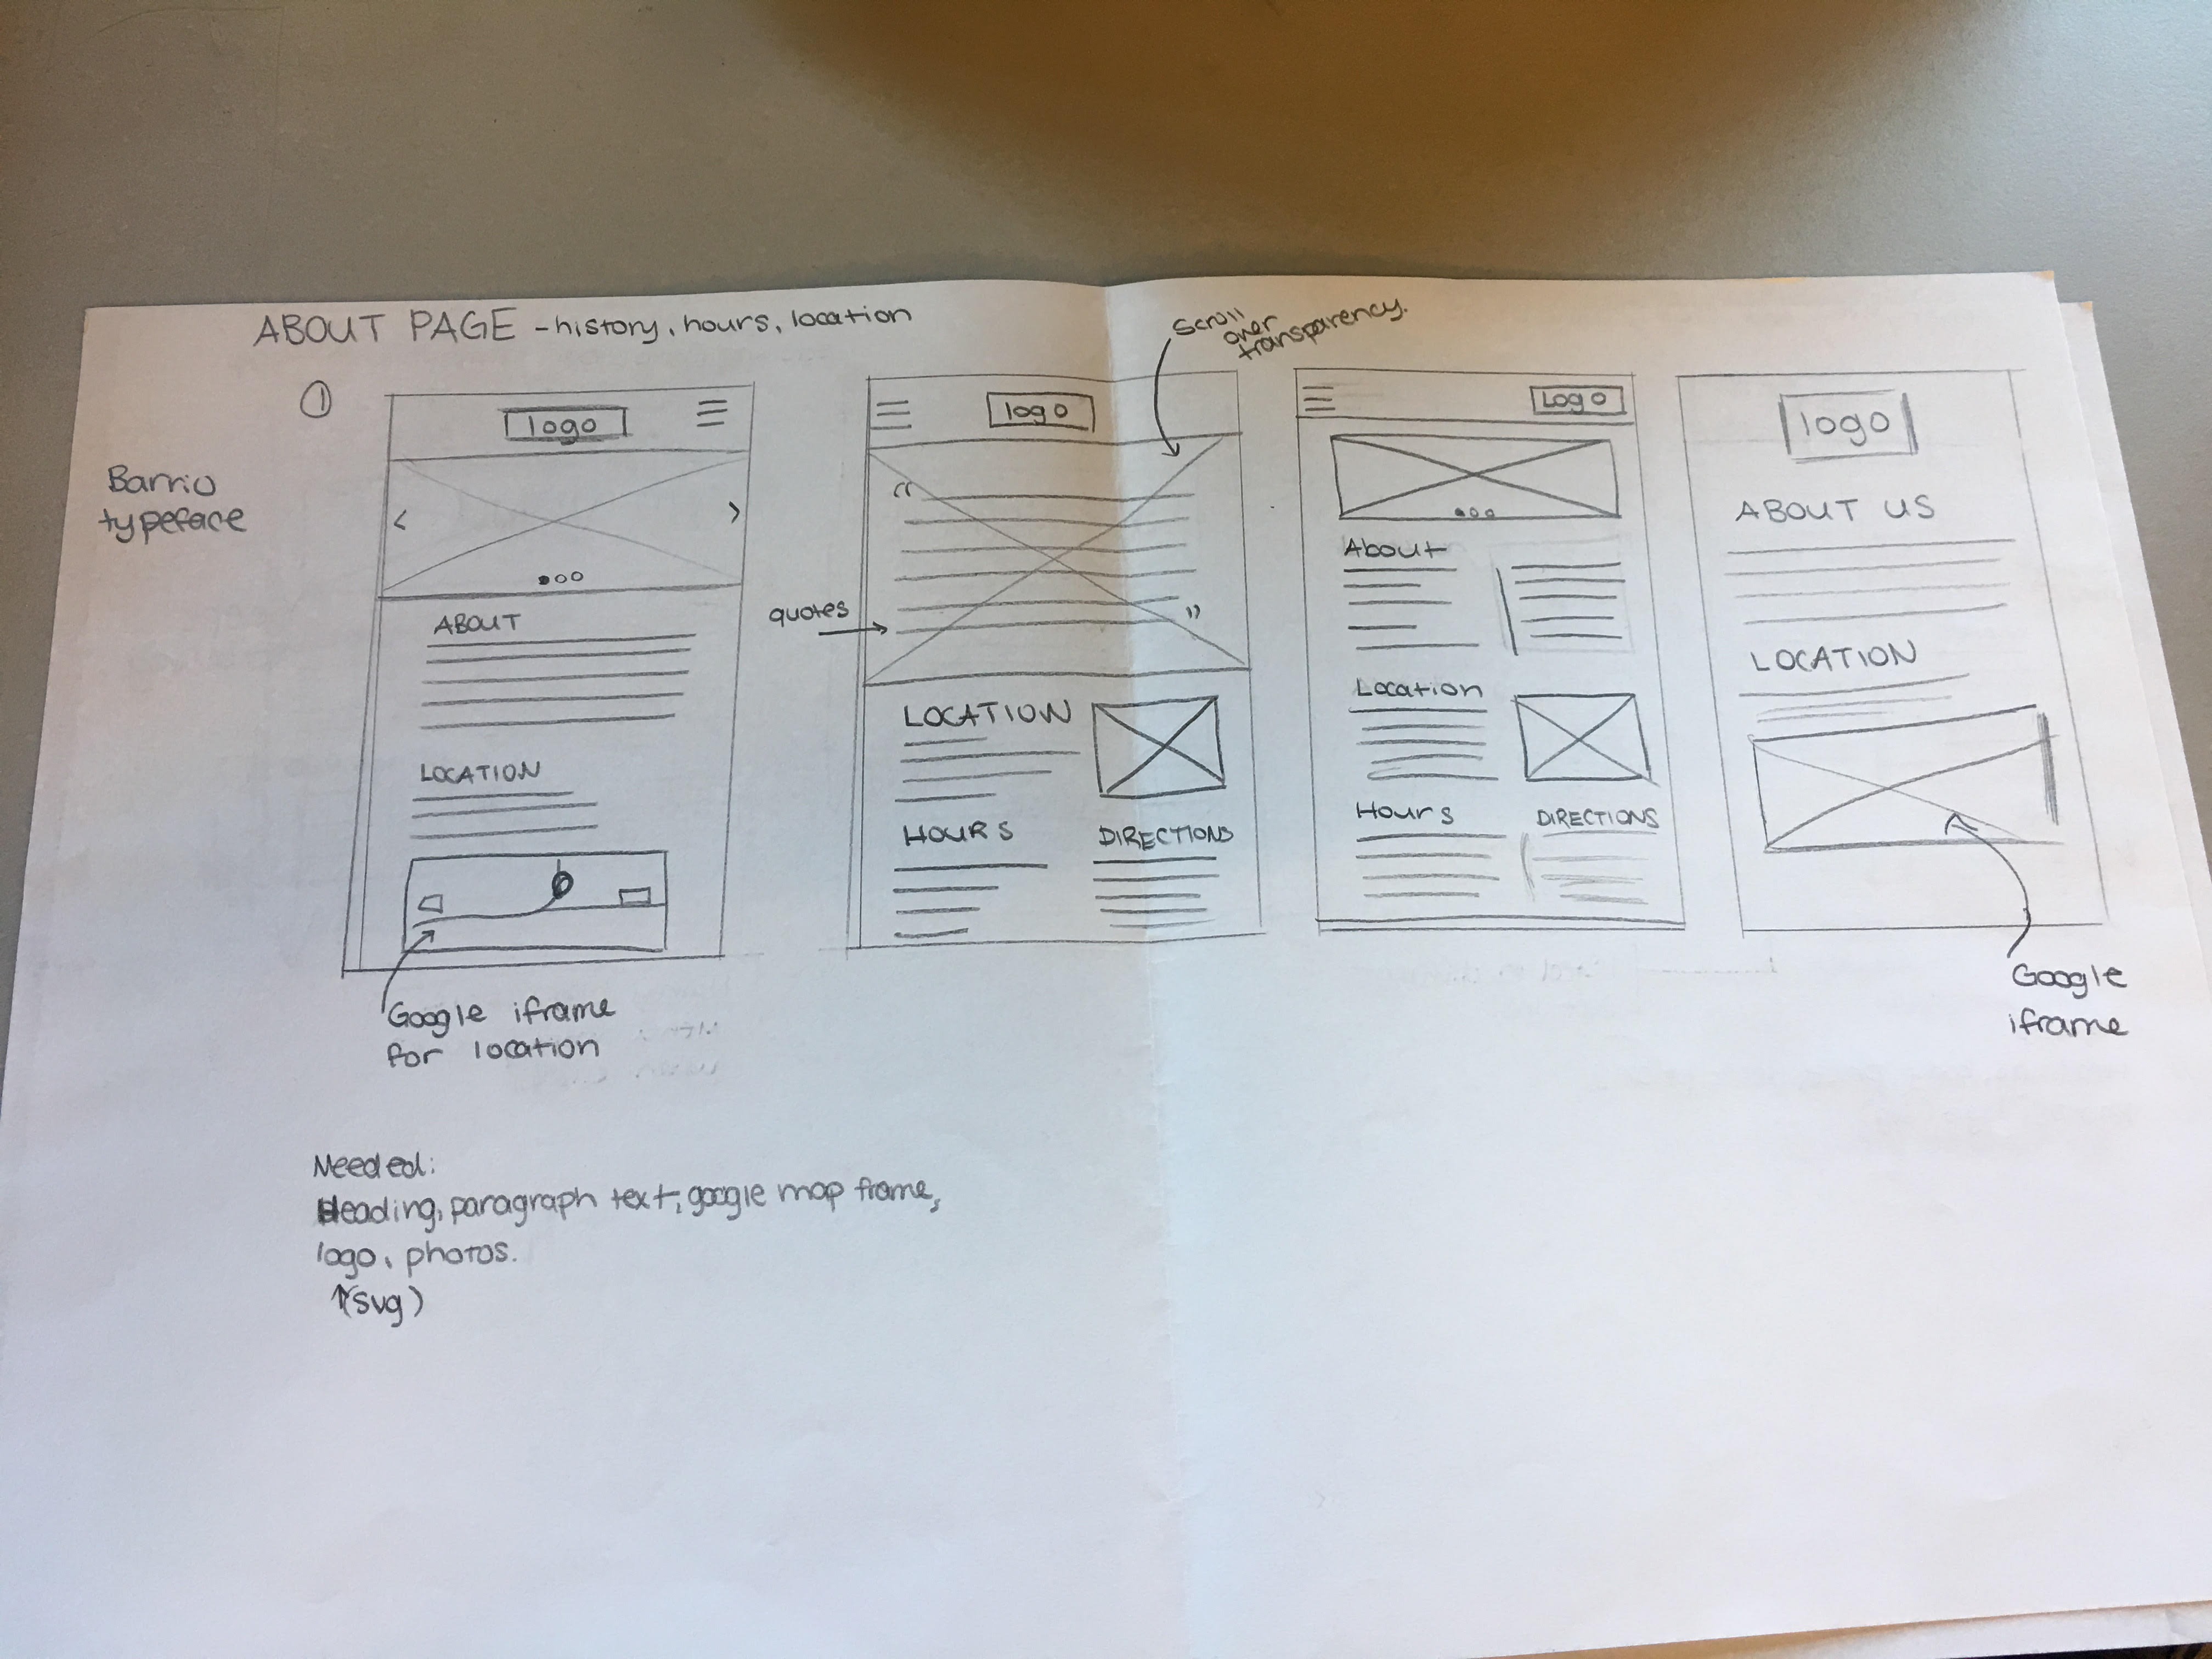 ABOUT PAGE - history, hours, location
scroll
over
transparency.
1
Barrio
typeface
logo
< >
ABOUT
LOCATION
Google iframe
for location
logo
“
quotes
”
LOCATION
HOURS
DIRECTIONS
LOGO
About
Location
Hours
DIRECTIONS
logo
ABOUT US
LOCATION
Google
iframe
Needed:
Heading, paragraph text, google map frame,
logo, photos.
(svg)